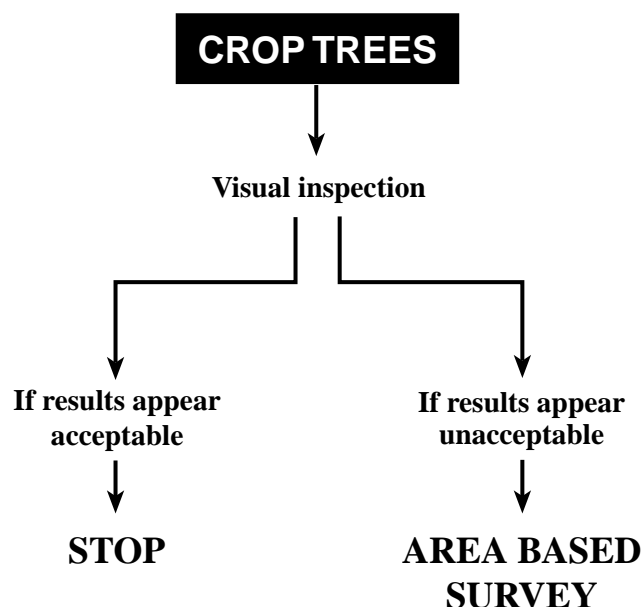 CROP TREES
Visual inspection
If results appear
acceptable
STOP
If results appear
unacceptable
AREA BASED
SURVEY